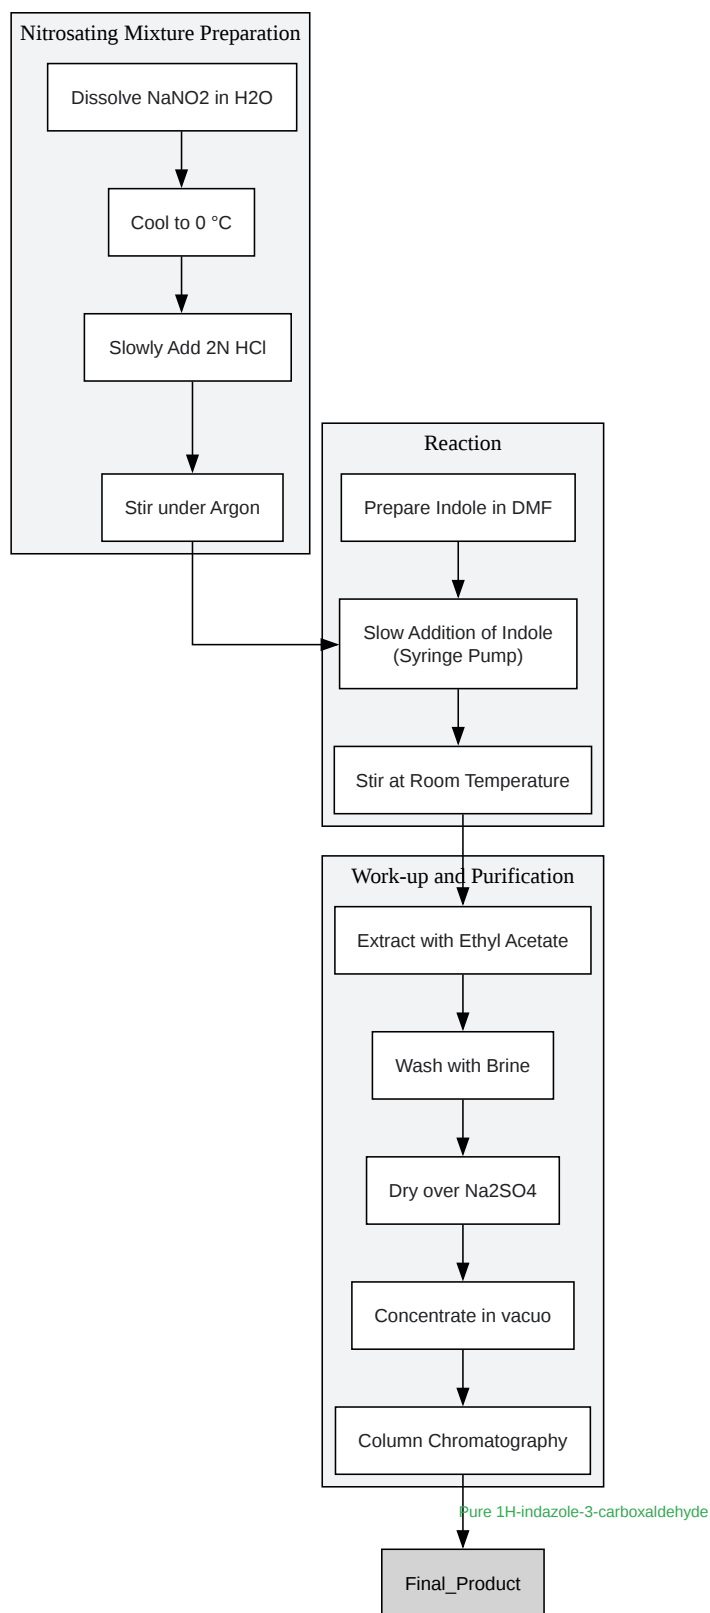 Nitrosating Mixture Preparation
Dissolve NaNO2 in H2O
Cool to 0 °C
Slowly Add 2N HCl
Stir under Argon
Reaction
Prepare Indole in DMF
Slow Addition of Indole
(Syringe Pump)
Stir at Room Temperature
Work-up and Purification
Extract with Ethyl Acetate
Wash with Brine
Dry over Na2SO4
Concentrate in vacuo
Column Chromatography
Pure 1H-indazole-3-carboxaldehyde
Final_Product